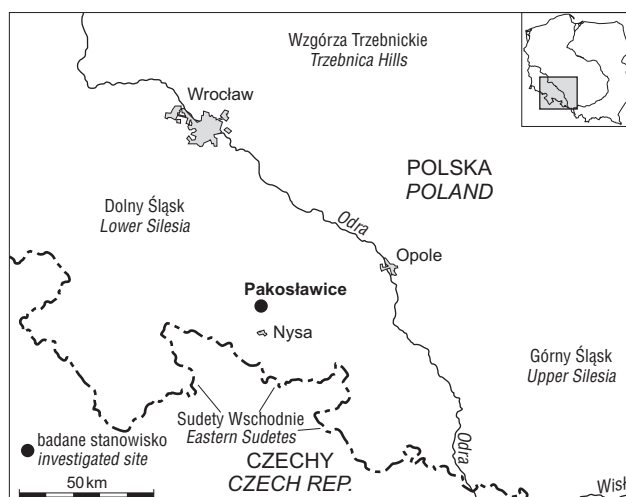 Wzgórza Trzebnickie
Trzebnica Hills
Wrocław
POLSKA
POLAND
Dolny Śląsk
Lower Silesia
Odra
Opole
Pakosławice
Nysa
Górny Śląsk
Upper Silesia
Sudety Wschodnie
Eastern Sudetes
badane stanowisko
investigated site
CZECHY
CZECH REP.
Odra
50 km
Wisł